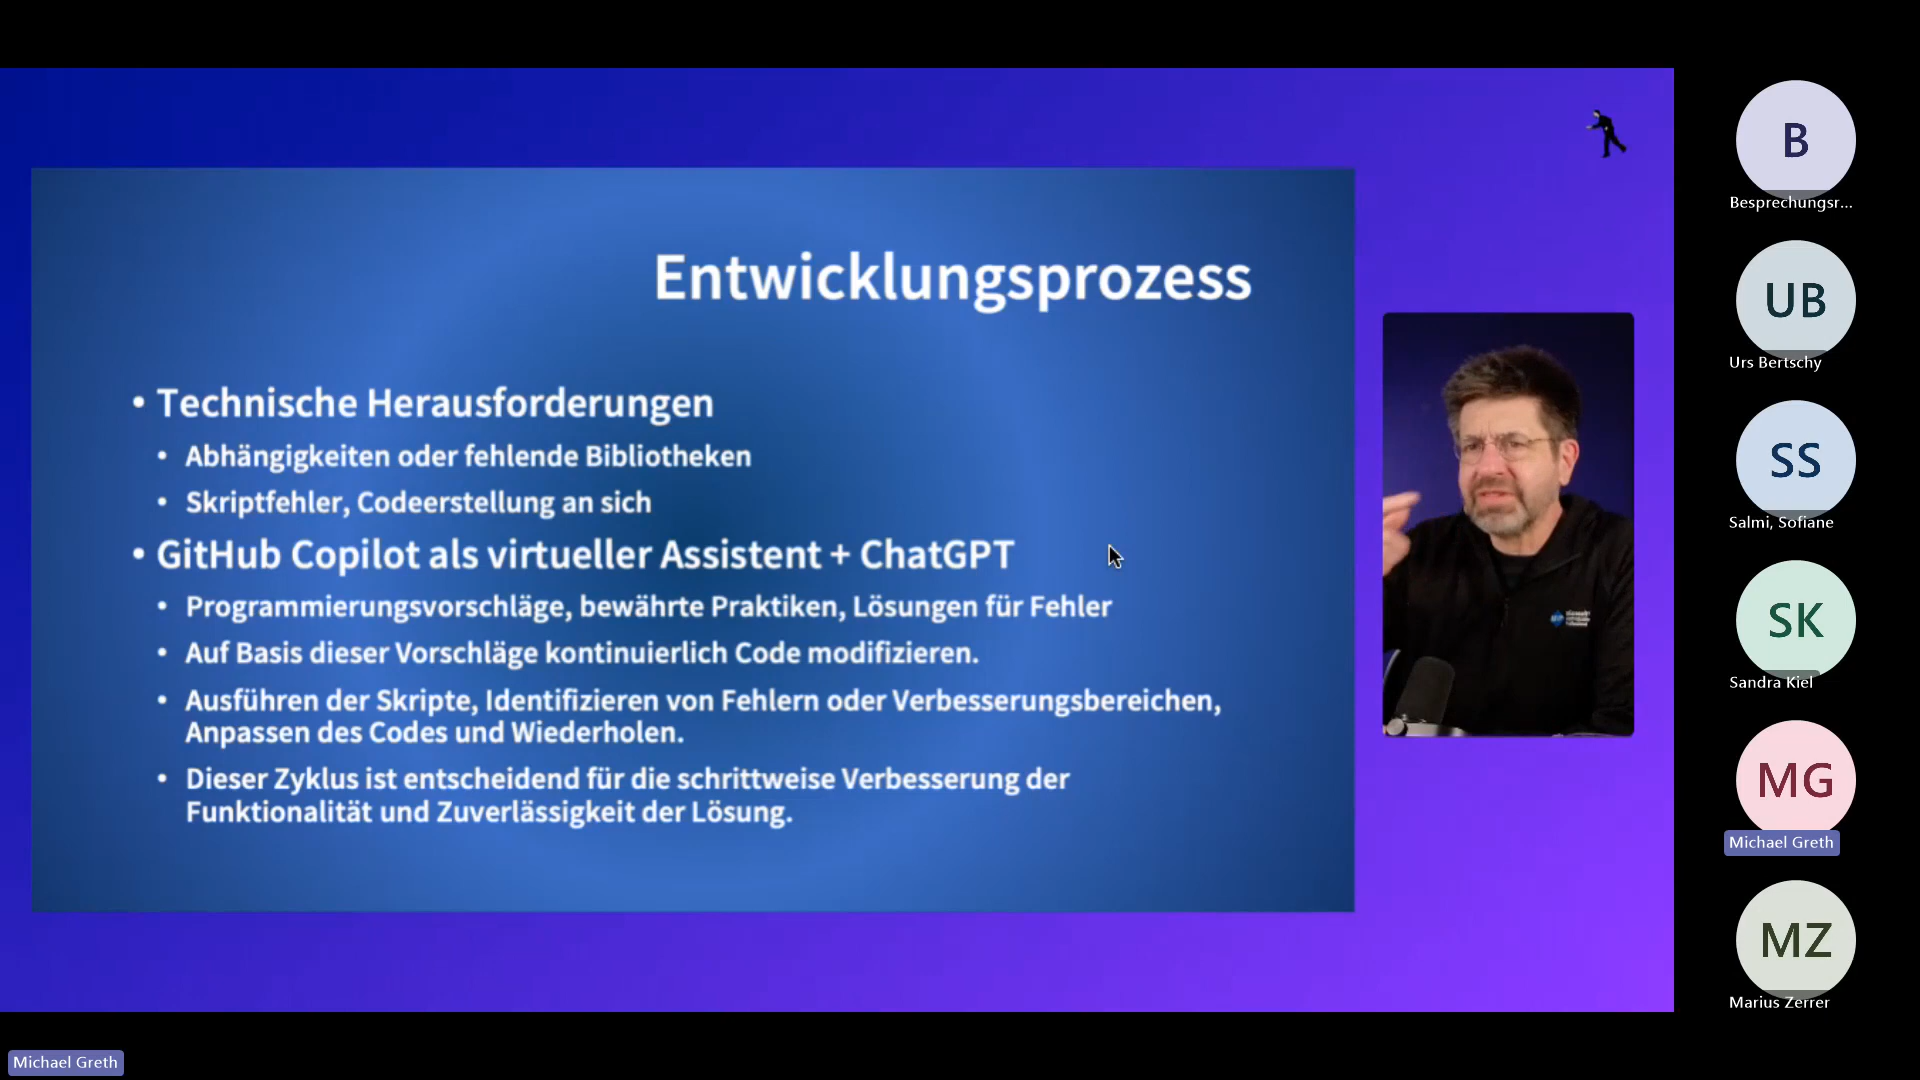 Entwicklungsprozess
• Technische Herausforderungen
• Abhängigkeiten oder fehlende Bibliotheken
• Skriptfehler, Codeerstellung an sich
• GitHub Copilot als virtueller Assistent + ChatGPT
• Programmierungsvorschläge, bewährte Praktiken, Lösungen für Fehler
• Auf Basis dieser Vorschläge kontinuierlich Code modifizieren.
• Ausführen der Skripte, Identifizieren von Fehlern oder Verbesserungsbereichen,
Anpassen des Codes und Wiederholen.
• Dieser Zyklus ist entscheidend für die schrittweise Verbesserung der
Funktionalität und Zuverlässigkeit der Lösung.
B
Besprechungsr...
UB
Urs Bertschy
SS
Salmi, Sofiane
SK
Sandra Kiel
MG
Michael Greth
MZ
Marius Zerrer
Michael Greth